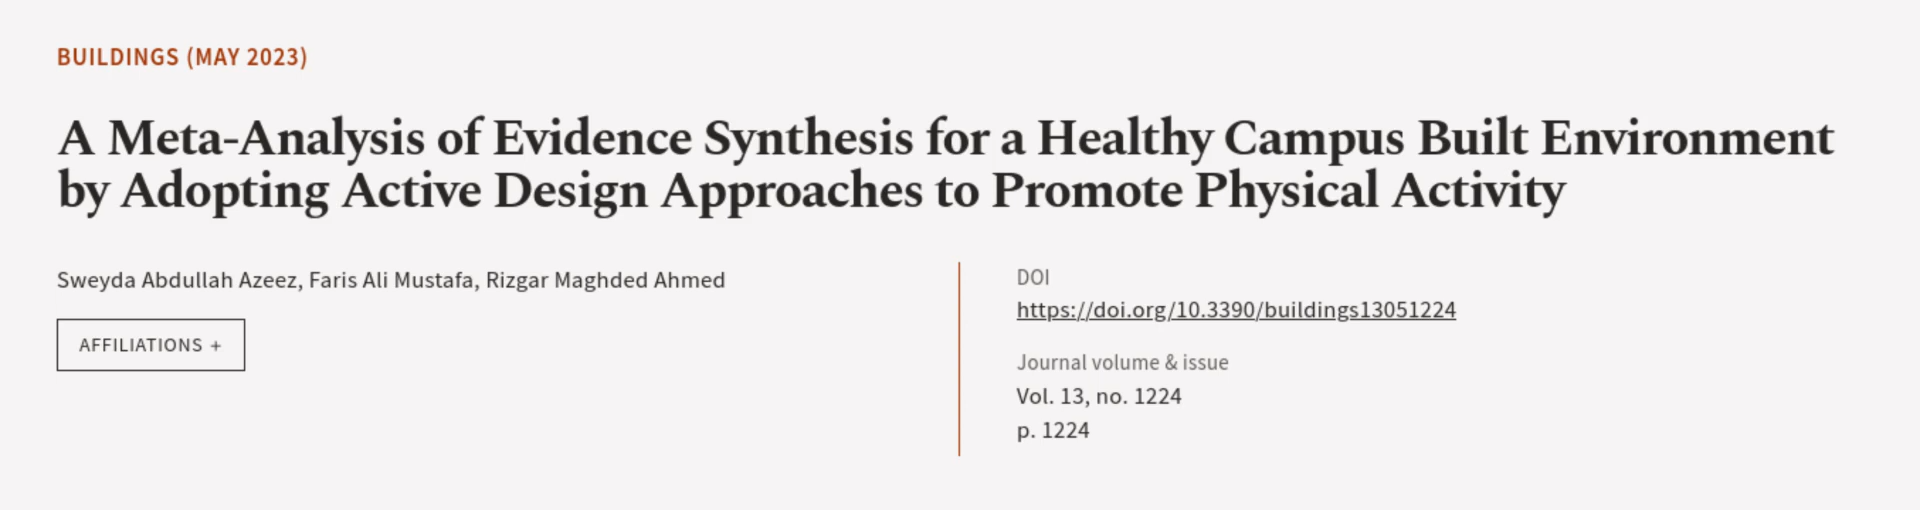 BUILDINGS (MAY 2023)
A Meta-Analysis of Evidence Synthesis for a Healthy Campus Built Environment
by Adopting Active Design Approaches to Promote Physical Activity
Sweyda Abdullah Azeez, Faris Ali Mustafa, Rizgar Maghded Ahmed
AFFILIATIONS +
DOI
https://doi.org/10.3390/buildings13051224
Journal volume & issue
Vol. 13, no. 1224
p. 1224